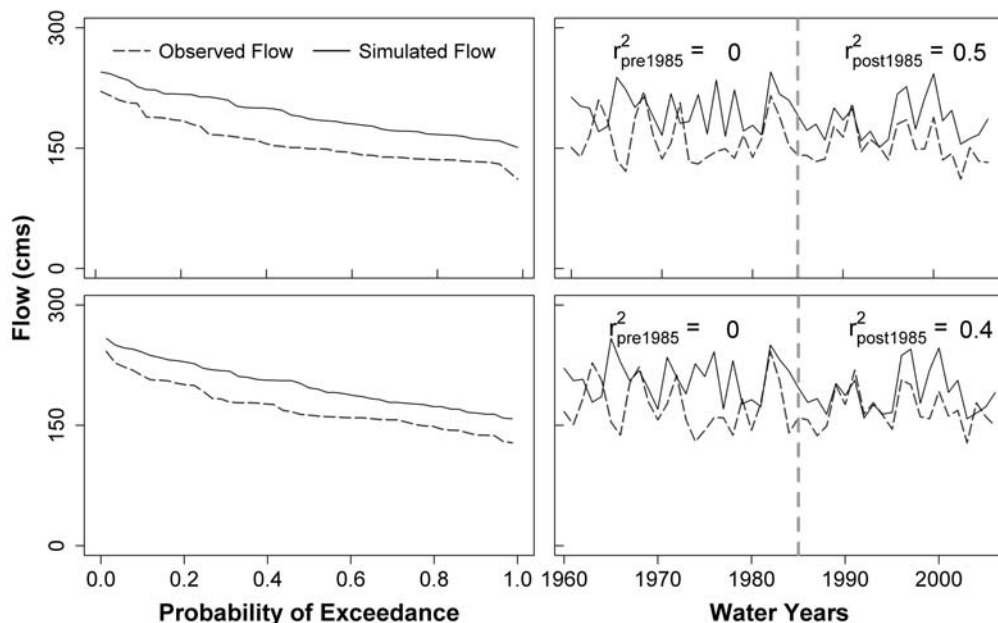 Observed Flow Simulated Flow
r²pre1985 = 0
r²post1985 = 0.5
300
150
0
r²pre1985 = 0
r²post1985 = 0.4
300
150
0
Flow (cms)
0.0 0.2 0.4 0.6 0.8 1.0
1960 1970 1980 1990 2000
Probability of Exceedance
Water Years